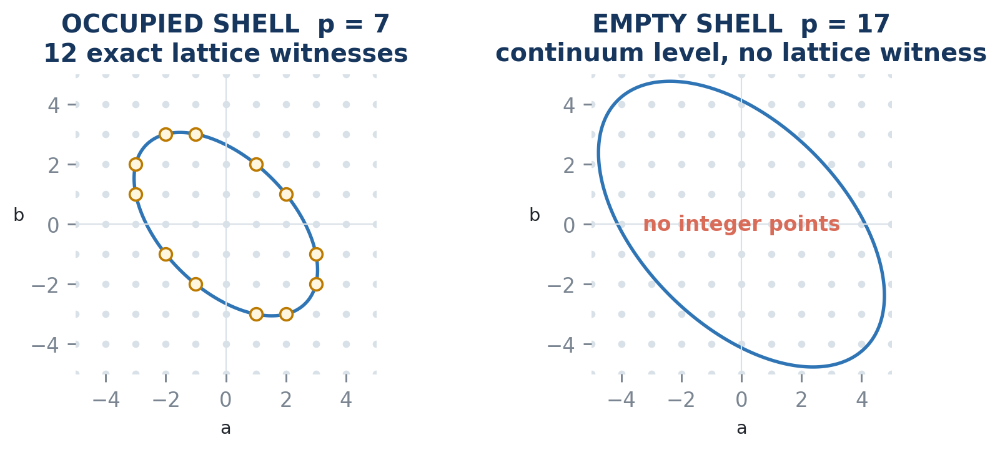 OCCUPIED SHELL  p = 7
12 exact lattice witnesses
4
2
0
−2
−4
b
−4
−2
0
2
4
a
EMPTY SHELL  p = 17
continuum level, no lattice witness
4
2
0
−2
−4
b
no integer points
−4
−2
0
2
4
a